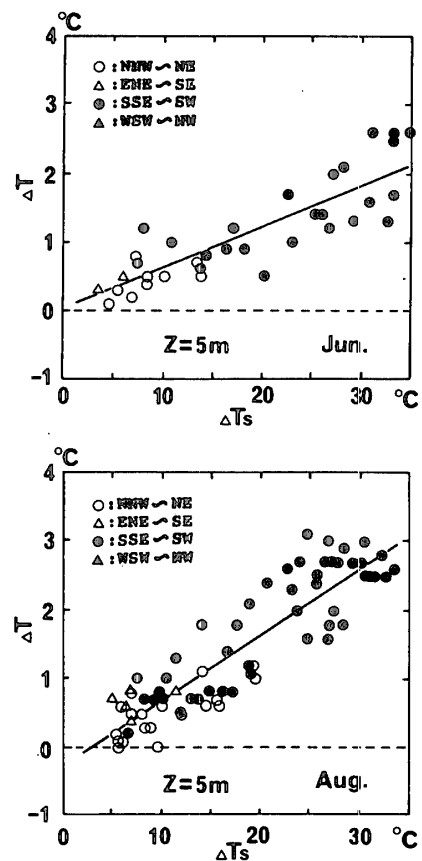 °C
4
○ : NNW ~ NE
△ : ENE ~ SE
● : SSE ~ SW
▲ : WSW ~ NW
3
2
ΔT
1
0
Z=5m Jun.
-1
0 10 20 30 °C
ΔTs
°C
4
○ : NNW ~ NE
△ : ENE ~ SE
● : SSE ~ SW
▲ : WSW ~ NW
3
2
ΔT
1
0
Z=5m Aug.
-1
0 10 20 30 °C
ΔTs